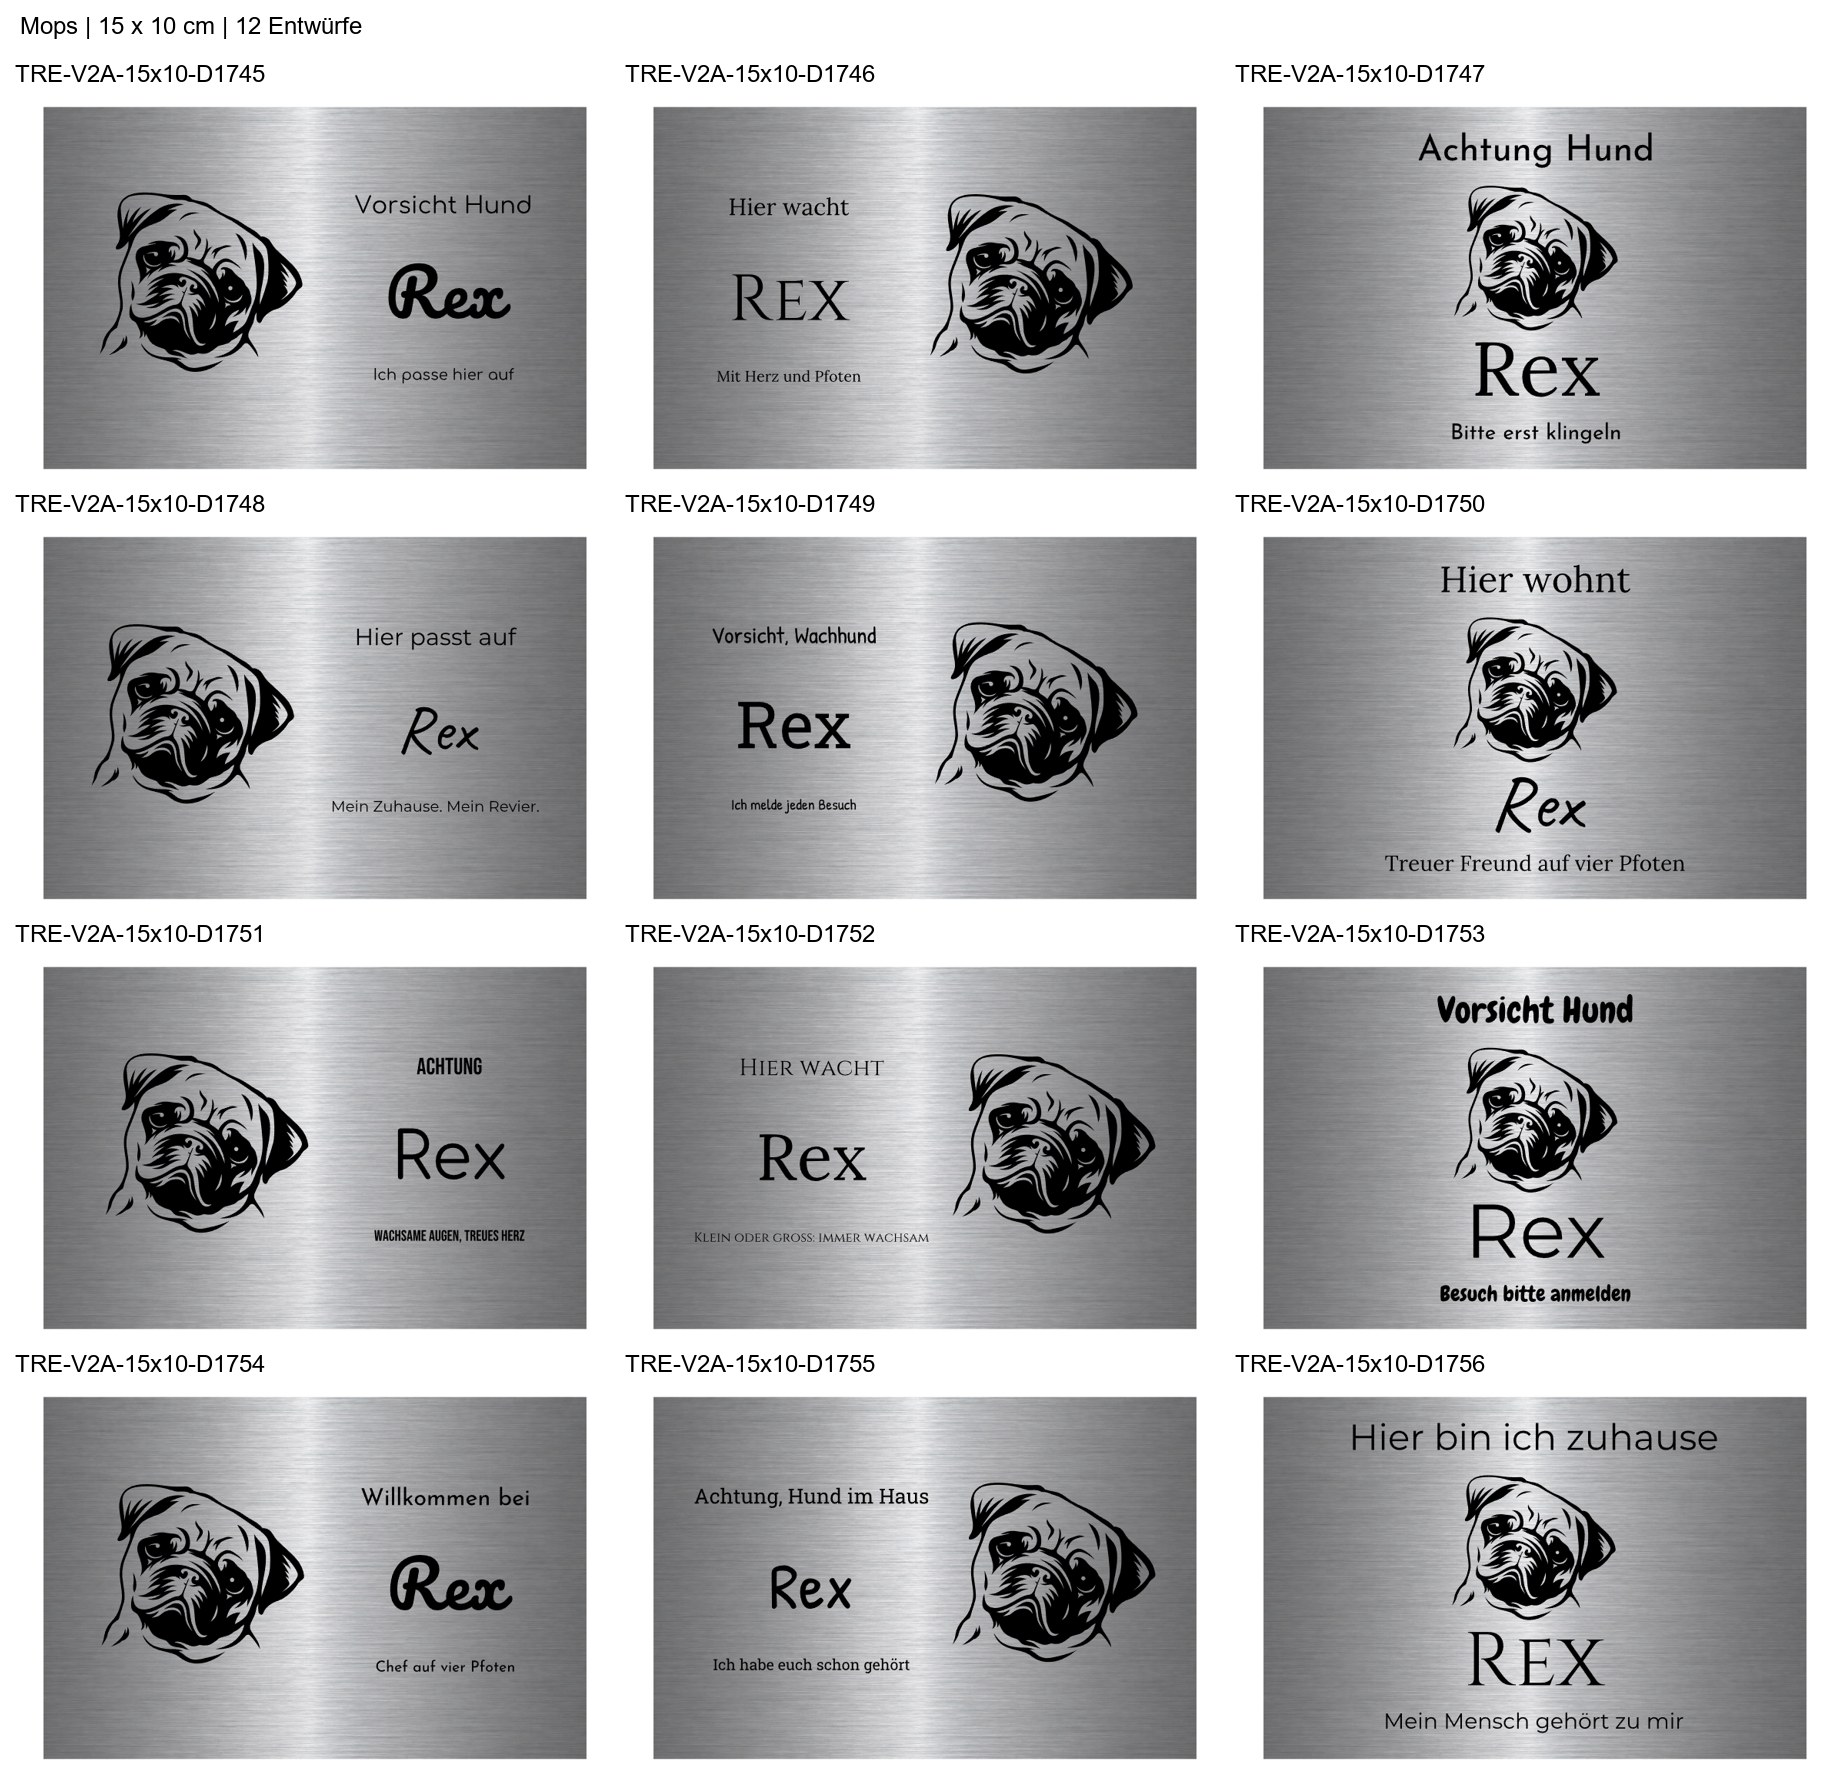 Mops | 15 x 10 cm | 12 Entwürfe
TRE-V2A-15x10-D1745
Vorsicht Hund
Rex
Ich passe hier auf
TRE-V2A-15x10-D1746
Hier wacht
REX
Mit Herz und Pfoten
TRE-V2A-15x10-D1747
Achtung Hund
Rex
Bitte erst klingeln
TRE-V2A-15x10-D1748
Hier passt auf
Rex
Mein Zuhause. Mein Revier.
TRE-V2A-15x10-D1749
Vorsicht, Wachhund
Rex
Ich melde jeden Besuch
TRE-V2A-15x10-D1750
Hier wohnt
Rex
Treuer Freund auf vier Pfoten
TRE-V2A-15x10-D1751
ACHTUNG
Rex
WACHSAME AUGEN, TREUES HERZ
TRE-V2A-15x10-D1752
HIER WACHT
Rex
KLEIN ODER GROSS: IMMER WACHSAM
TRE-V2A-15x10-D1753
Vorsicht Hund
Rex
Besuch bitte anmelden
TRE-V2A-15x10-D1754
Willkommen bei
Rex
Chef auf vier Pfoten
TRE-V2A-15x10-D1755
Achtung, Hund im Haus
Rex
Ich habe euch schon gehört
TRE-V2A-15x10-D1756
Hier bin ich zuhause
REX
Mein Mensch gehört zu mir